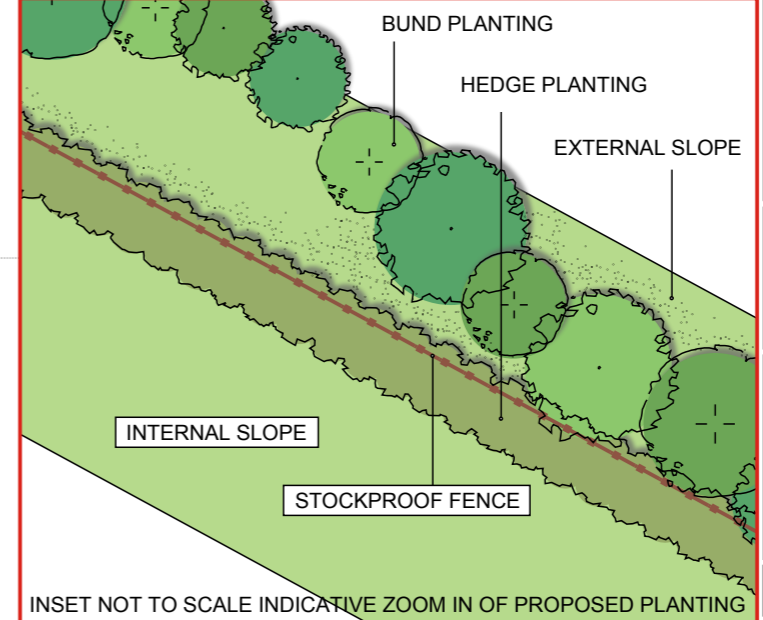 BUND PLANTING
HEDGE PLANTING
EXTERNAL SLOPE
INTERNAL SLOPE
STOCKPROOF FENCE
INSET NOT TO SCALE INDICATIVE ZOOM IN OF PROPOSED PLANTING